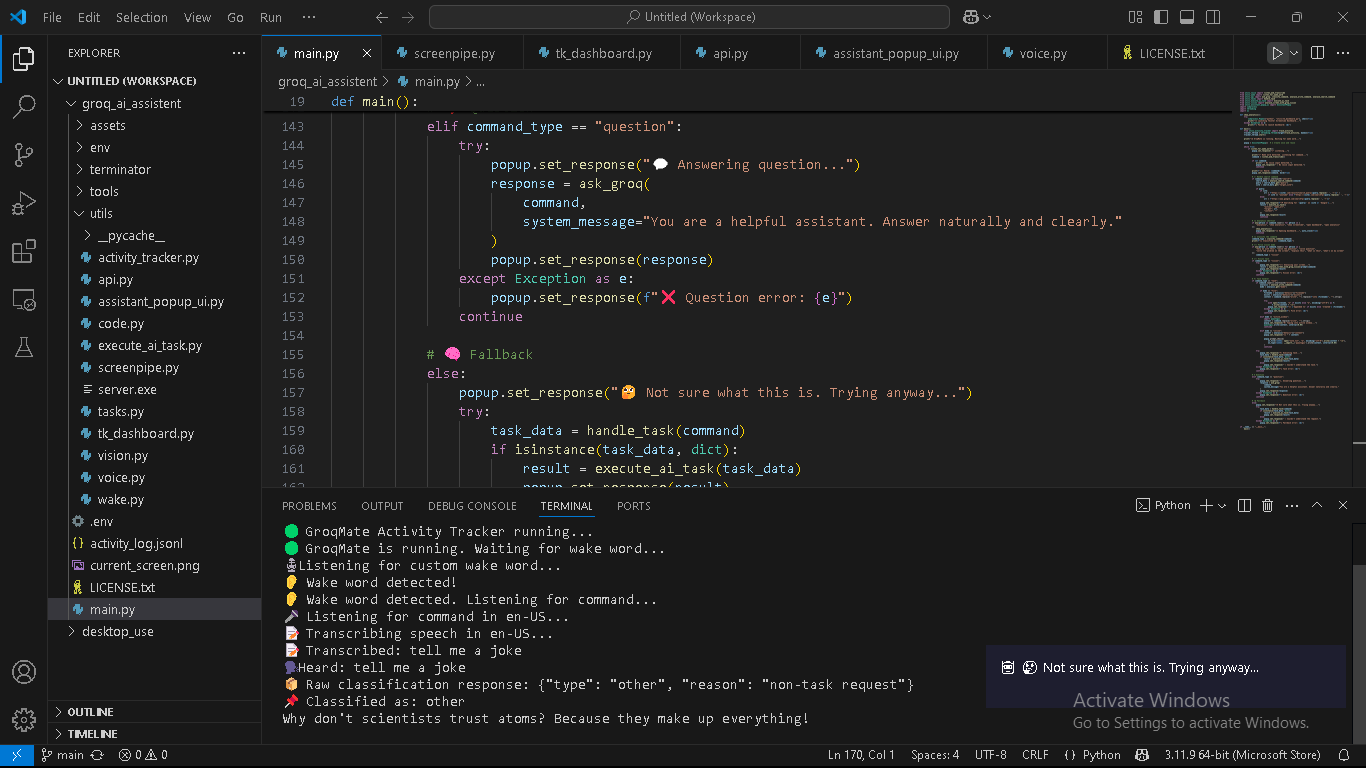 File Edit Selection View Go Run ··· Untitled (Workspace)
EXPLORER
UNTITLED (WORKSPACE)
groq_ai_assistent
assets
env
terminator
tools
utils
__pycache__
activity_tracker.py
api.py
assistant_popup_ui.py
code.py
execute_ai_task.py
screenpipe.py
server.exe
tasks.py
tk_dashboard.py
vision.py
voice.py
wake.py
.env
activity_log.jsonl
current_screen.png
LICENSE.txt
main.py
desktop_use
OUTLINE
TIMELINE
main.py screenpipe.py tk_dashboard.py api.py assistant_popup_ui.py voice.py LICENSE.txt
groq_ai_assistent > main.py > ...
19 def main():
143 elif command_type == "question":
144 try:
145 popup.set_response("💬 Answering question...")
146 response = ask_groq(
147 command,
148 system_message="You are a helpful assistant. Answer naturally and clearly."
149 )
150 popup.set_response(response)
151 except Exception as e:
152 popup.set_response(f"❌ Question error: {e}")
153 continue
154
155 # 🧠 Fallback
156 else:
157 popup.set_response("🤔 Not sure what this is. Trying anyway...")
158 try:
159 task_data = handle_task(command)
160 if isinstance(task_data, dict):
161 result = execute_ai_task(task_data)
162 popup.set_response(result)
PROBLEMS OUTPUT DEBUG CONSOLE TERMINAL PORTS Python
🟢 GroqMate Activity Tracker running...
🟢 GroqMate is running. Waiting for wake word...
🎙Listening for custom wake word...
👂 Wake word detected!
👂 Wake word detected. Listening for command...
🎤 Listening for command in en-US...
📝 Transcribing speech in en-US...
📝 Transcribed: tell me a joke
🗣Heard: tell me a joke
📦 Raw classification response: {"type": "other", "reason": "non-task request"}
📌 Classified as: other
Why don't scientists trust atoms? Because they make up everything!
🤖 🤔 Not sure what this is. Trying anyway...
Activate Windows
Go to Settings to activate Windows.
main 0 0 Ln 170, Col 1 Spaces: 4 UTF-8 CRLF {} Python 3.11.9 64-bit (Microsoft Store)